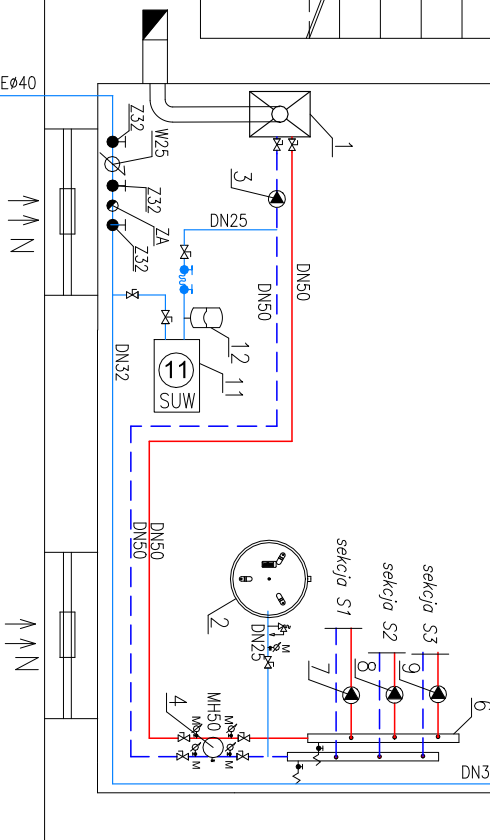 EØ40
Z32
W25
Z32
ZA
Z32
1
3
DN25
DN50
DN50
12
11
11
SUW
DN32
N
DN50
DN50
2
DN25
M
sekcja S1
sekcja S2
sekcja S3
7
8
9
6
4
MH50
M
M
M
M
DN3
N